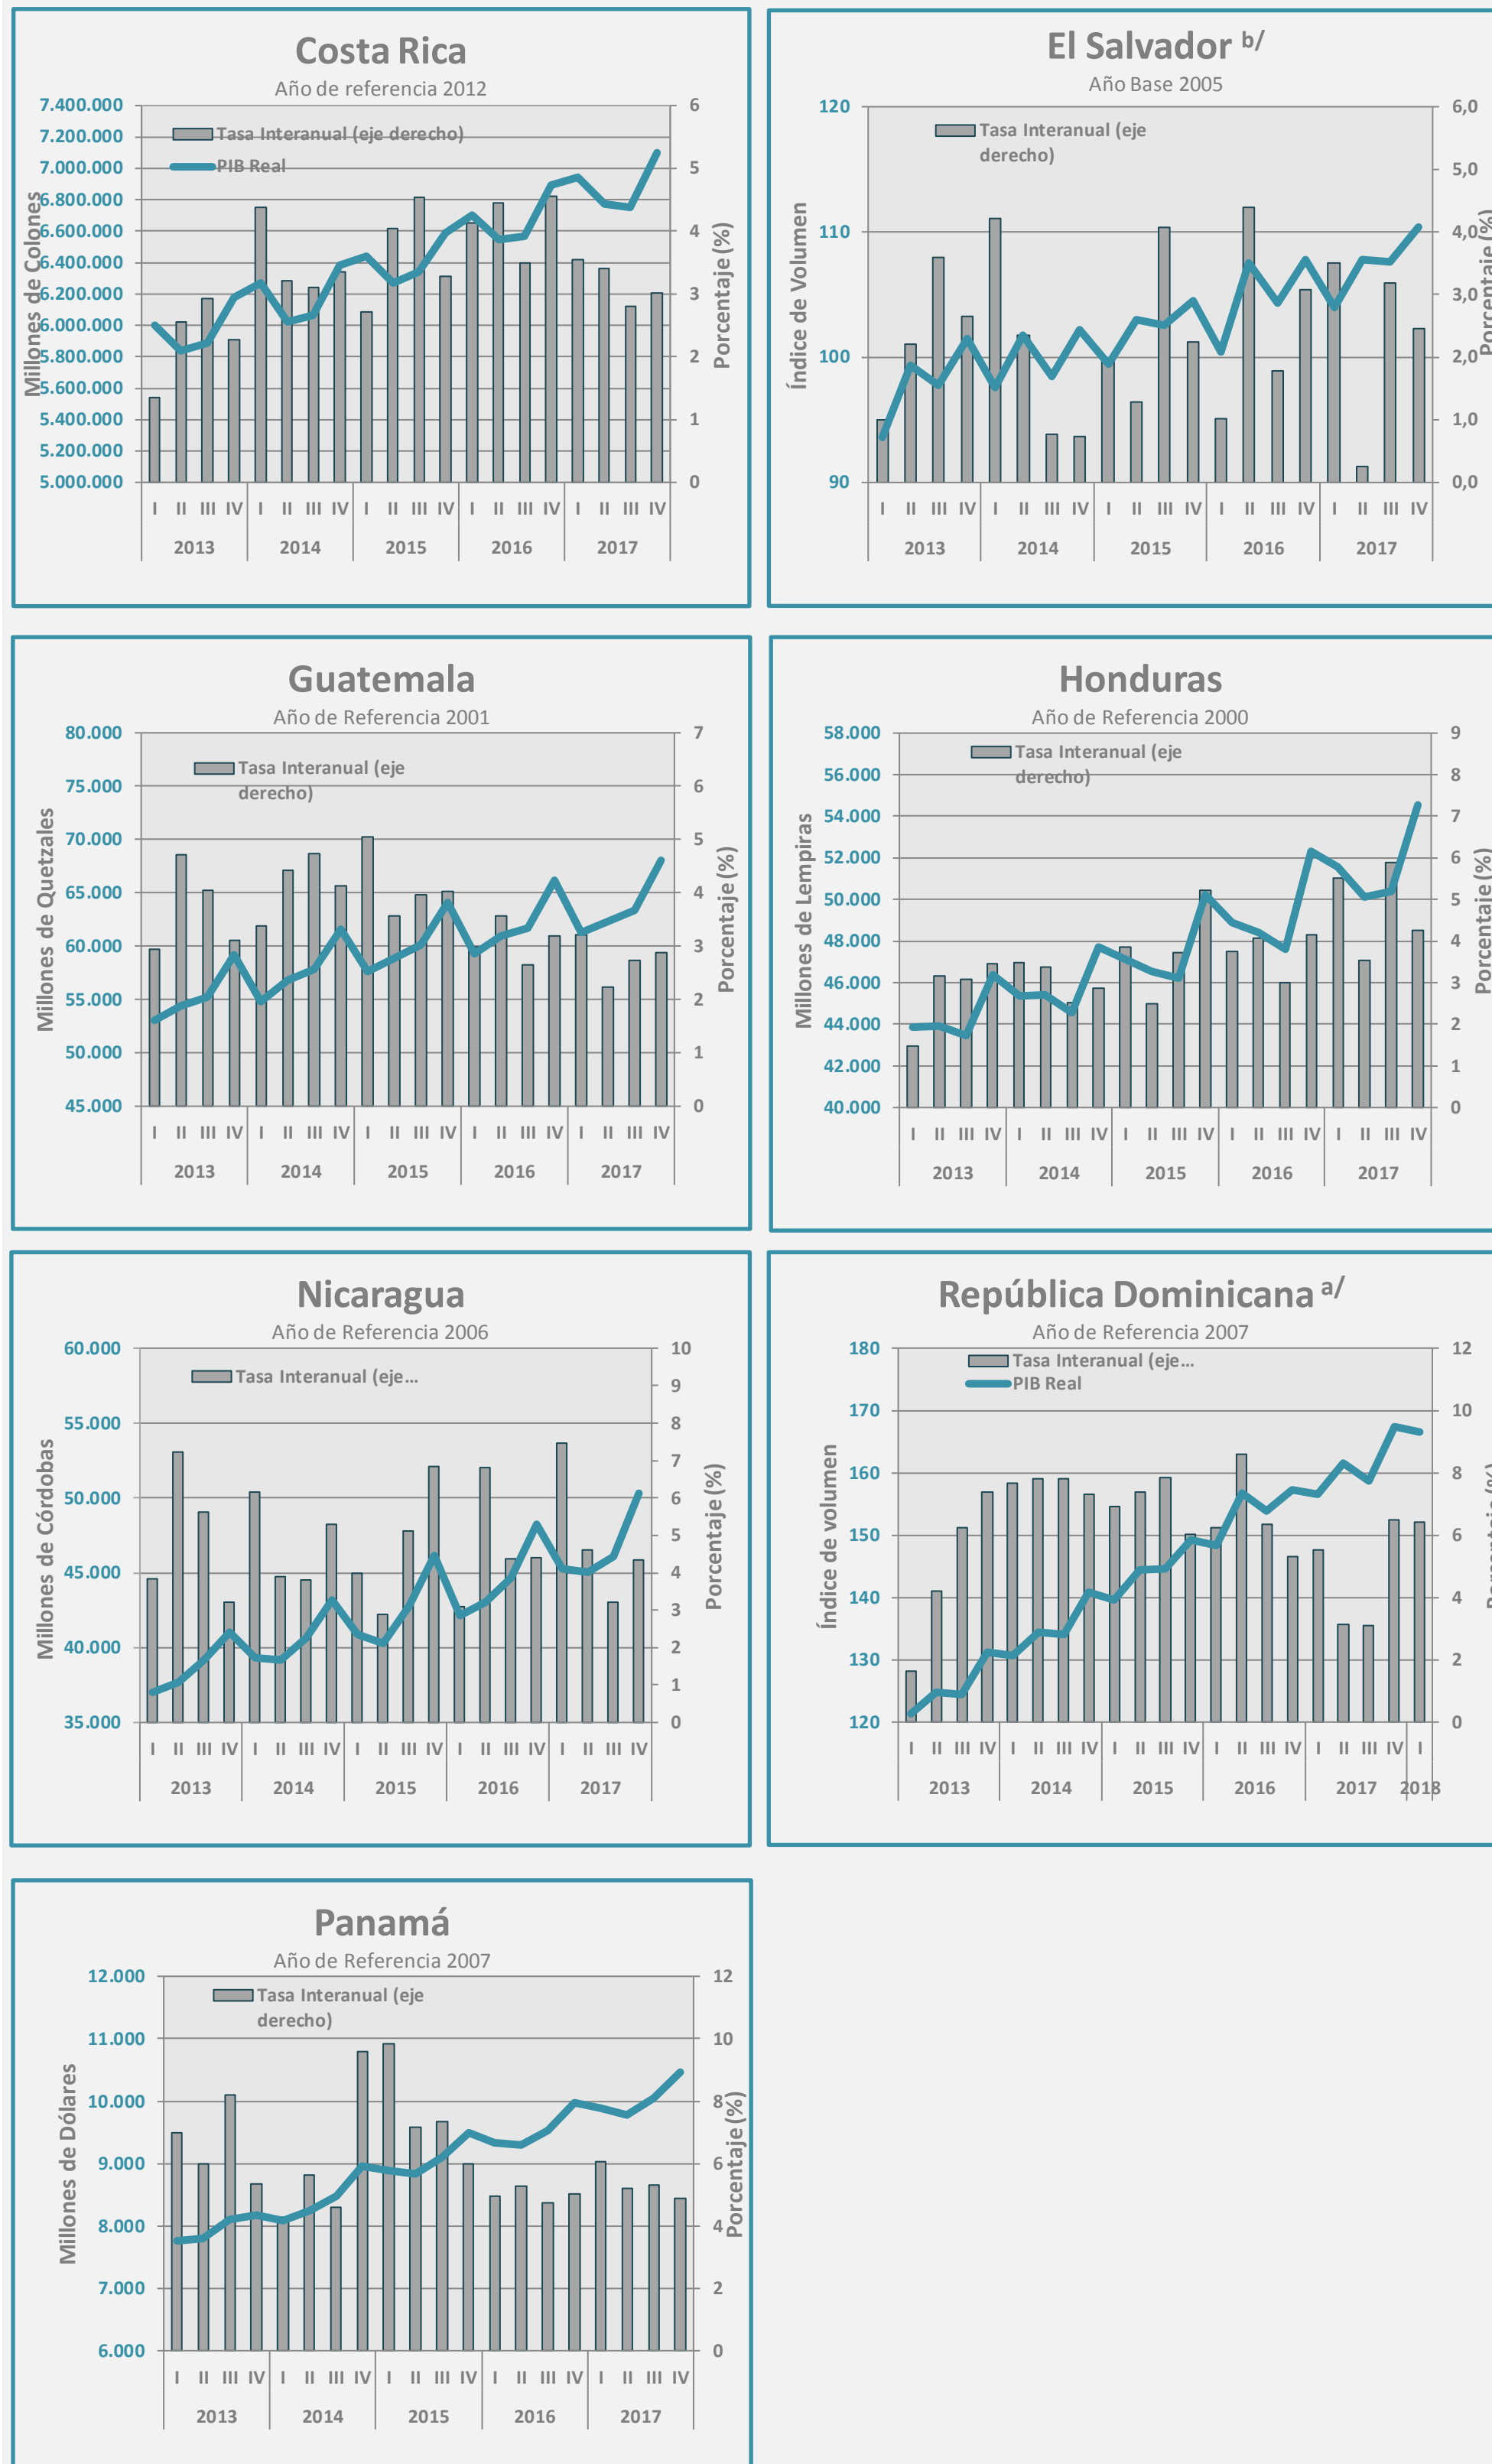 Costa Rica
Año de referencia 2012
Tasa Interanual (eje derecho)
PIB Real
Millones de Colones
7.400.000
7.200.000
7.000.000
6.800.000
6.600.000
6.400.000
6.200.000
6.000.000
5.800.000
5.600.000
5.400.000
5.200.000
5.000.000
6
5
4
3
2
1
0
Porcentaje (%)
I II III IV I II III IV I II III IV I II III IV I II III IV
2013 2014 2015 2016 2017
El Salvador b/
Año Base 2005
Tasa Interanual (eje
derecho)
Índice de Volumen
120
110
100
90
6,0
5,0
4,0
3,0
2,0
1,0
0,0
Porcentaje (%)
I II III IV I II III IV I II III IV I II III IV I II III IV
2013 2014 2015 2016 2017
Guatemala
Año de Referencia 2001
Tasa Interanual (eje
derecho)
Millones de Quetzales
80.000
75.000
70.000
65.000
60.000
55.000
50.000
45.000
7
6
5
4
3
2
1
0
Porcentaje (%)
I II III IV I II III IV I II III IV I II III IV I II III IV
2013 2014 2015 2016 2017
Honduras
Año de Referencia 2000
Tasa Interanual (eje
derecho)
Millones de Lempiras
58.000
56.000
54.000
52.000
50.000
48.000
46.000
44.000
42.000
40.000
9
8
7
6
5
4
3
2
1
0
Porcentaje (%)
I II III IV I II III IV I II III IV I II III IV I II III IV
2013 2014 2015 2016 2017
Nicaragua
Año de Referencia 2006
Tasa Interanual (eje...
Millones de Córdobas
60.000
55.000
50.000
45.000
40.000
35.000
10
9
8
7
6
5
4
3
2
1
0
Porcentaje (%)
I II III IV I II III IV I II III IV I II III IV I II III IV
2013 2014 2015 2016 2017
República Dominicana a/
Año de Referencia 2007
Tasa Interanual (eje...
PIB Real
Índice de volumen
180
170
160
150
140
130
120
12
10
8
6
4
2
0
I II III IV I II III IV I II III IV I II III IV I II III IV I
2013 2014 2015 2016 2017 2018
Panamá
Año de Referencia 2007
Tasa Interanual (eje
derecho)
Millones de Dólares
12.000
11.000
10.000
9.000
8.000
7.000
6.000
12
10
8
6
4
2
0
Porcentaje (%)
I II III IV I II III IV I II III IV I II III IV I II III IV
2013 2014 2015 2016 2017